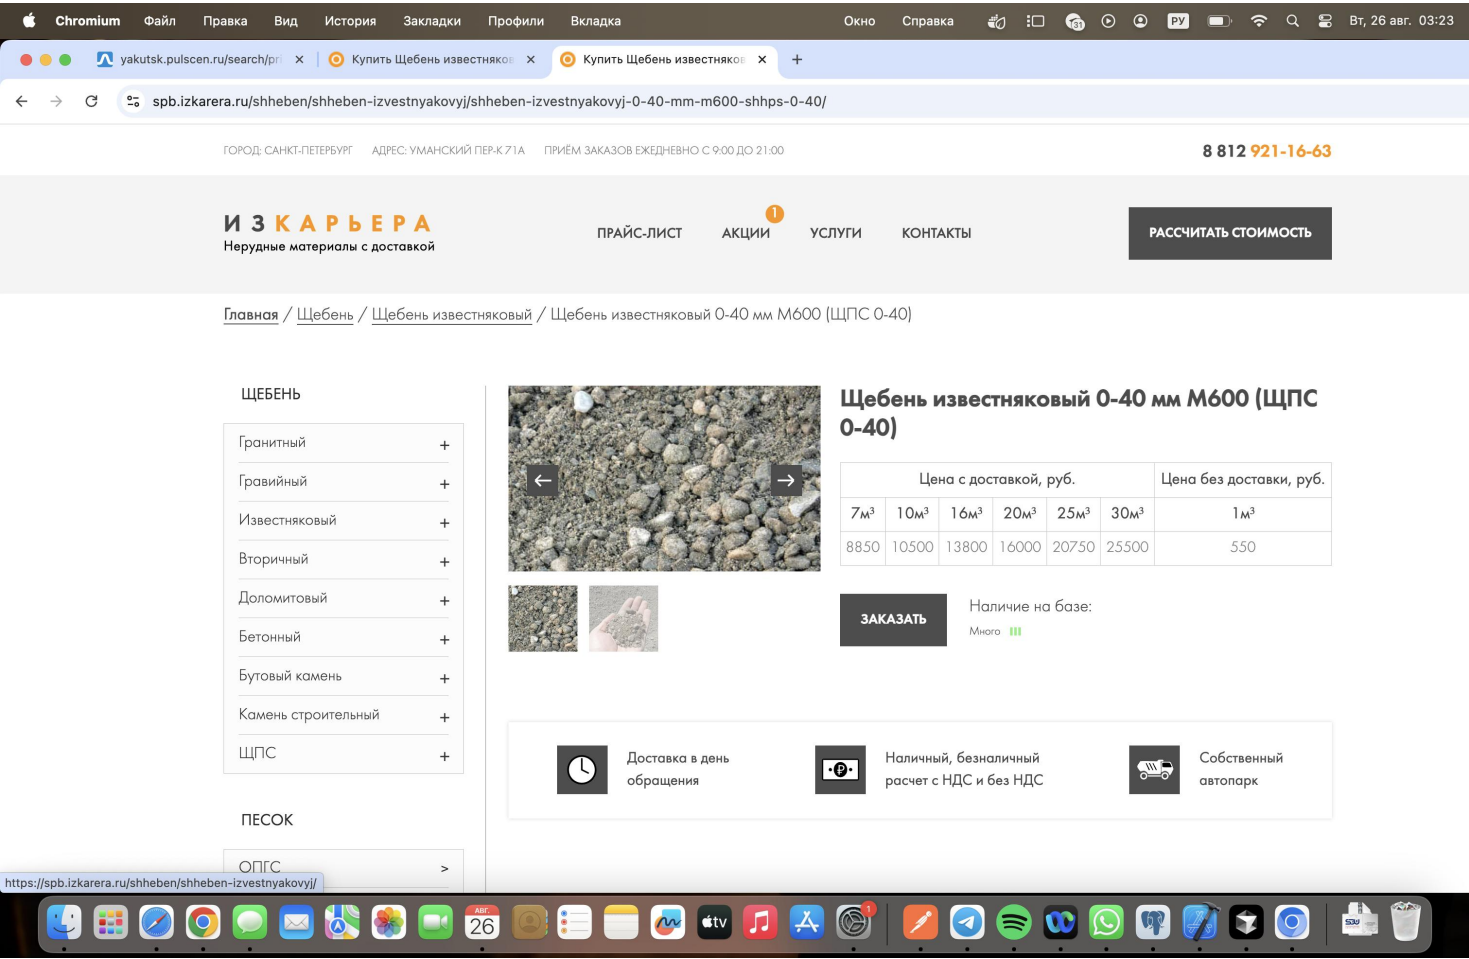 Chromium Файл Правка Вид История Закладки Профили Вкладка Окно Справка 31 РУ Вт, 26 авг. 03:23
yakutsk.pulscen.ru/search/pri Купить Щебень известняков Купить Щебень известняков
spb.izkarera.ru/shheben/shheben-izvestnyakovyj/shheben-izvestnyakovyj-0-40-mm-m600-shhps-0-40/
ГОРОД: САНКТ-ПЕТЕРБУРГ АДРЕС: УМАНСКИЙ ПЕР-К 71А ПРИЁМ ЗАКАЗОВ ЕЖЕДНЕВНО С 9:00 ДО 21:00 8 812 921-16-63
ИЗКАРЬЕРА
Нерудные материалы с доставкой
ПРАЙС-ЛИСТ АКЦИИ 1 УСЛУГИ КОНТАКТЫ РАССЧИТАТЬ СТОИМОСТЬ
Главная / Щебень / Щебень известняковый / Щебень известняковый 0-40 мм М600 (ЩПС 0-40)
ЩЕБЕНЬ
Гранитный +
Гравийный +
Известняковый +
Вторичный +
Доломитовый +
Бетонный +
Бутовый камень +
Камень строительный +
ЩПС +
ПЕСОК
ОПГС >
Щебень известняковый 0-40 мм М600 (ЩПС
0-40)
Цена с доставкой, руб. Цена без доставки, руб.
7м³ 10м³ 16м³ 20м³ 25м³ 30м³ 1м³
8850 10500 13800 16000 20750 25500 550
ЗАКАЗАТЬ
Наличие на базе:
Много
Доставка в день
обращения
Наличный, безналичный
расчет с НДС и без НДС
Собственный
автопарк
https://spb.izkarera.ru/shheben/shheben-izvestnyakovyj/
АВГ.
26
tv
1